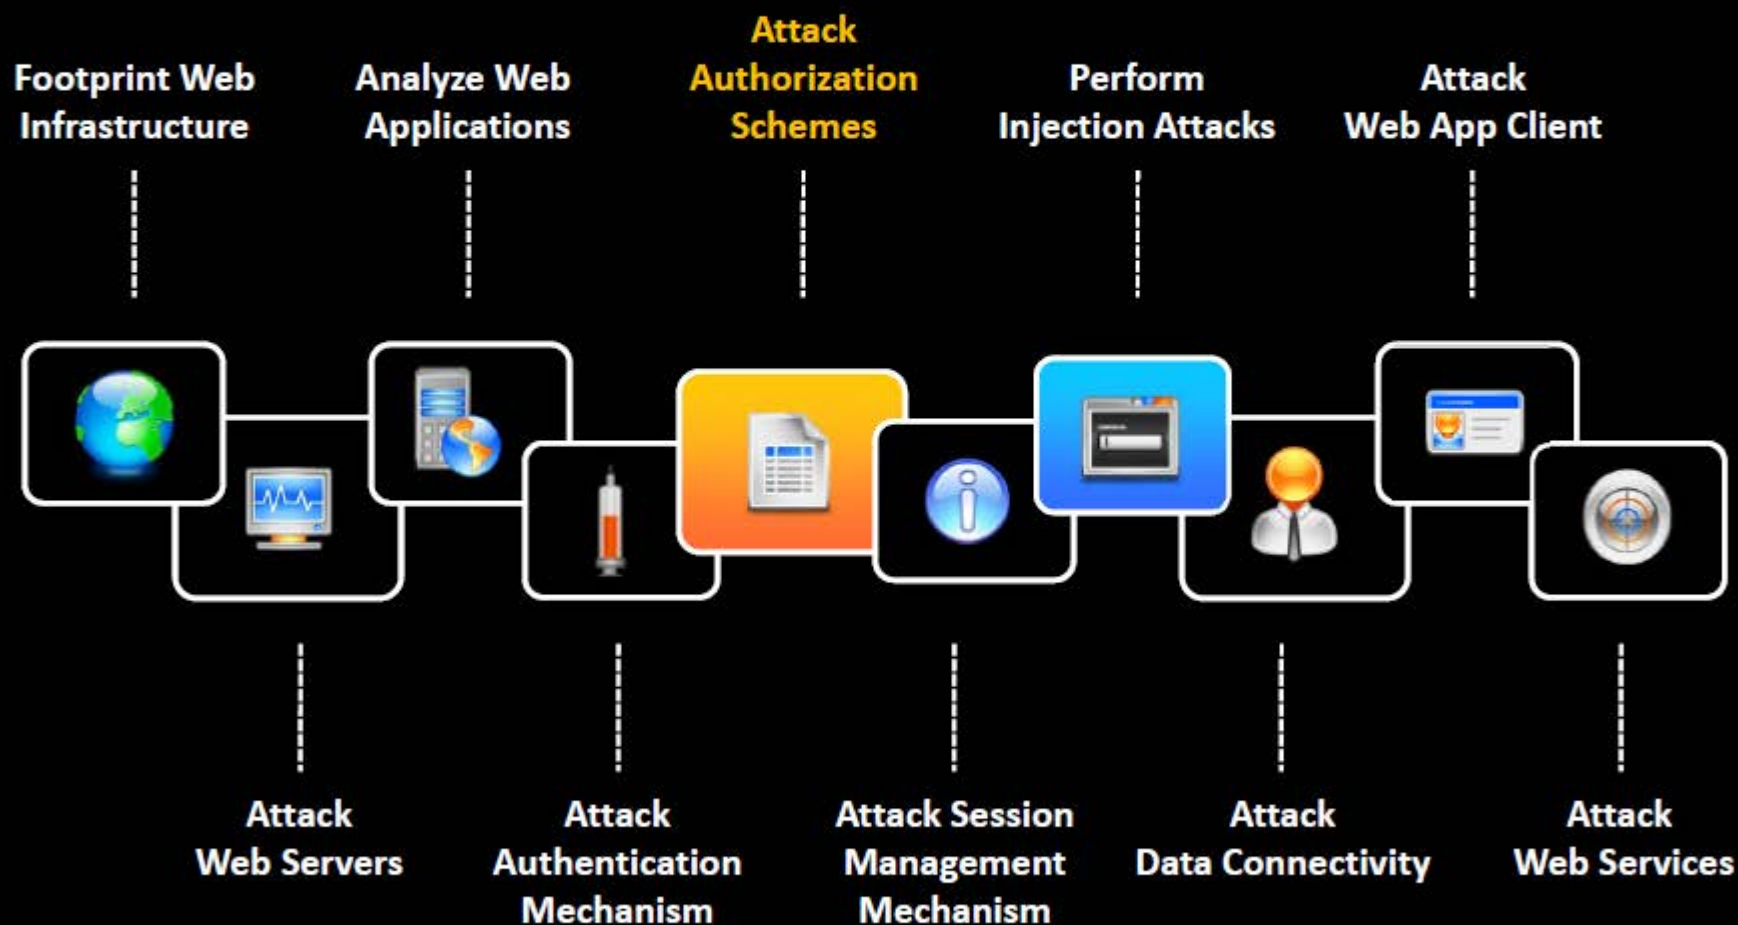 Footprint Web
Infrastructure
Analyze Web
Applications
Attack
Authorization
Schemes
Perform
Injection Attacks
Attack
Web App Client
Attack
Web Servers
Attack
Authentication
Mechanism
Attack Session
Management
Mechanism
Attack
Data Connectivity
Attack
Web Services